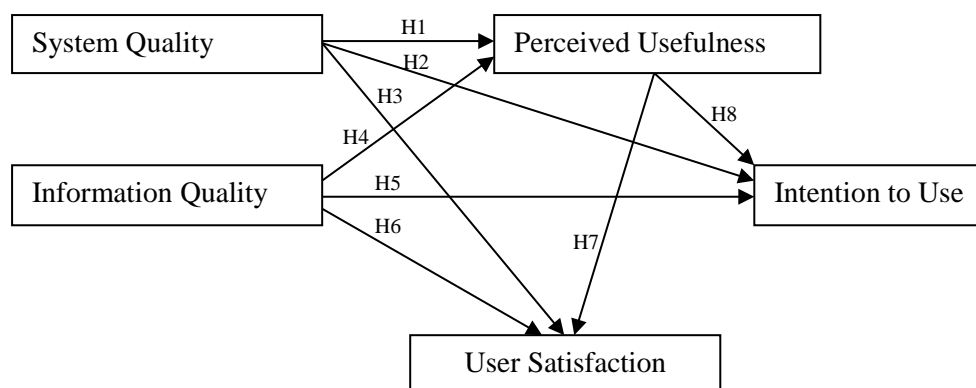 System Quality
H1
Perceived Usefulness
H2
H3
H8
H4
Information Quality
H5
Intention to Use
H6
H7
User Satisfaction